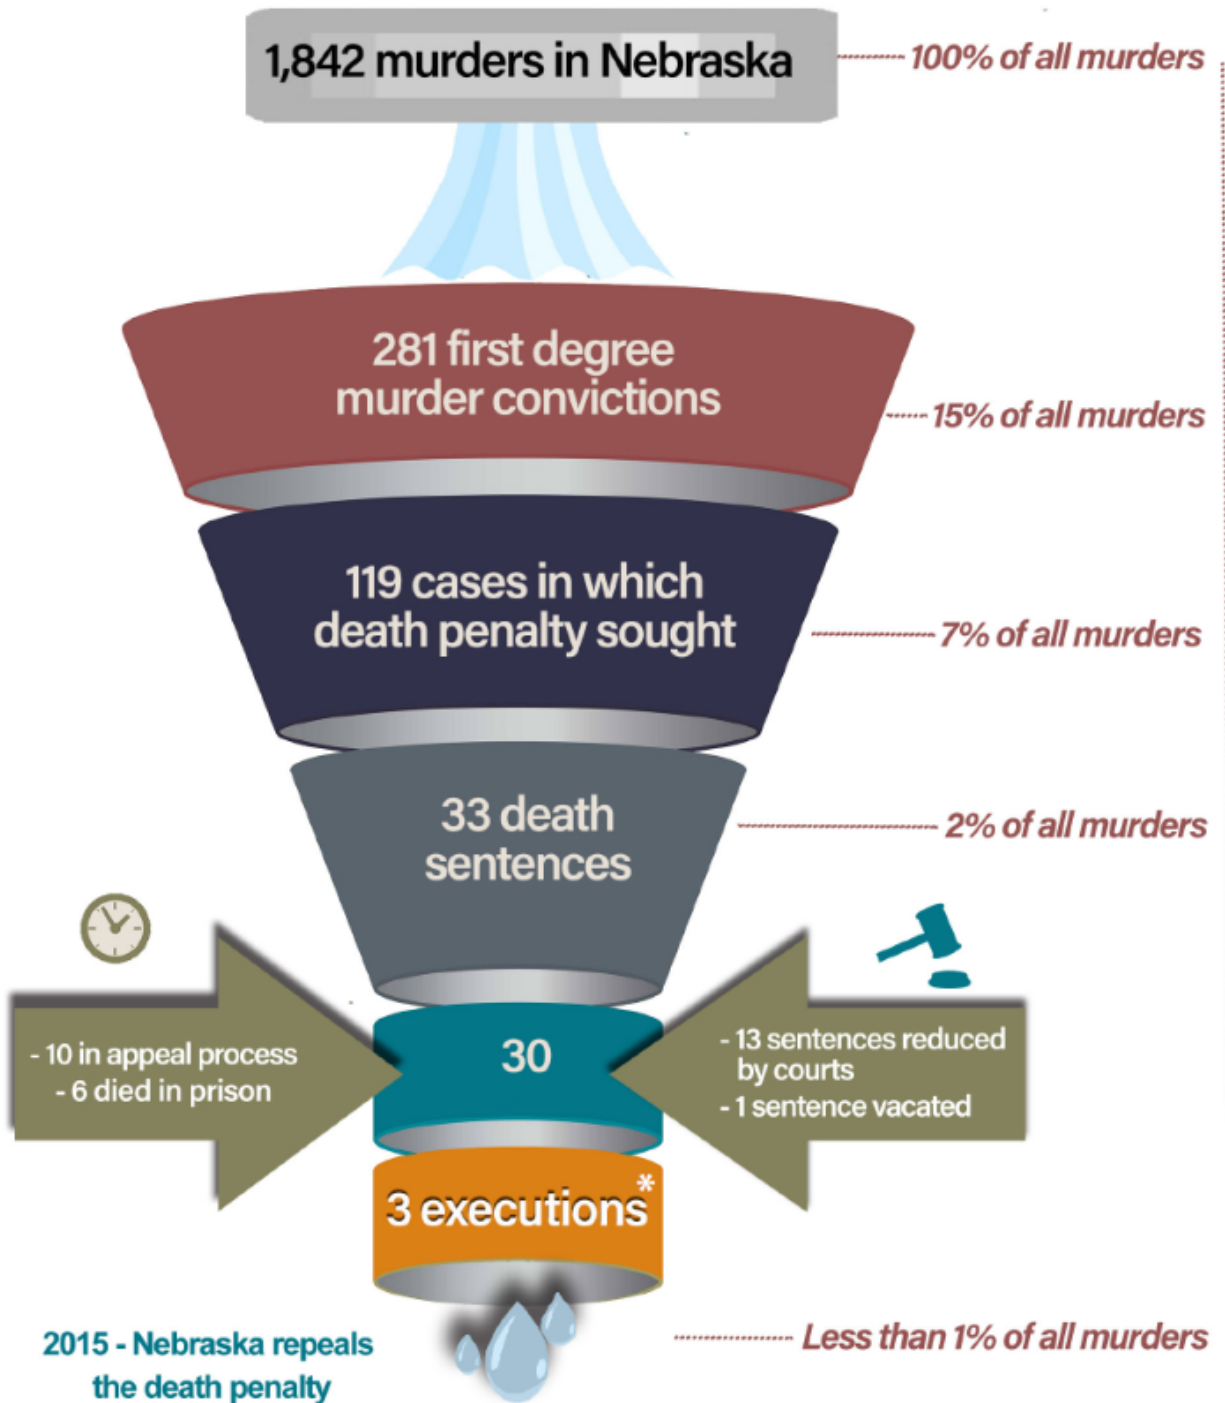 1,842 murders in Nebraska
100% of all murders
281 first degree
murder convictions
15% of all murders
119 cases in which
death penalty sought
7% of all murders
33 death
sentences
2% of all murders
- 10 in appeal process
- 6 died in prison
30
- 13 sentences reduced
by courts
- 1 sentence vacated
3 executions*
Less than 1% of all murders
2015 - Nebraska repeals
the death penalty